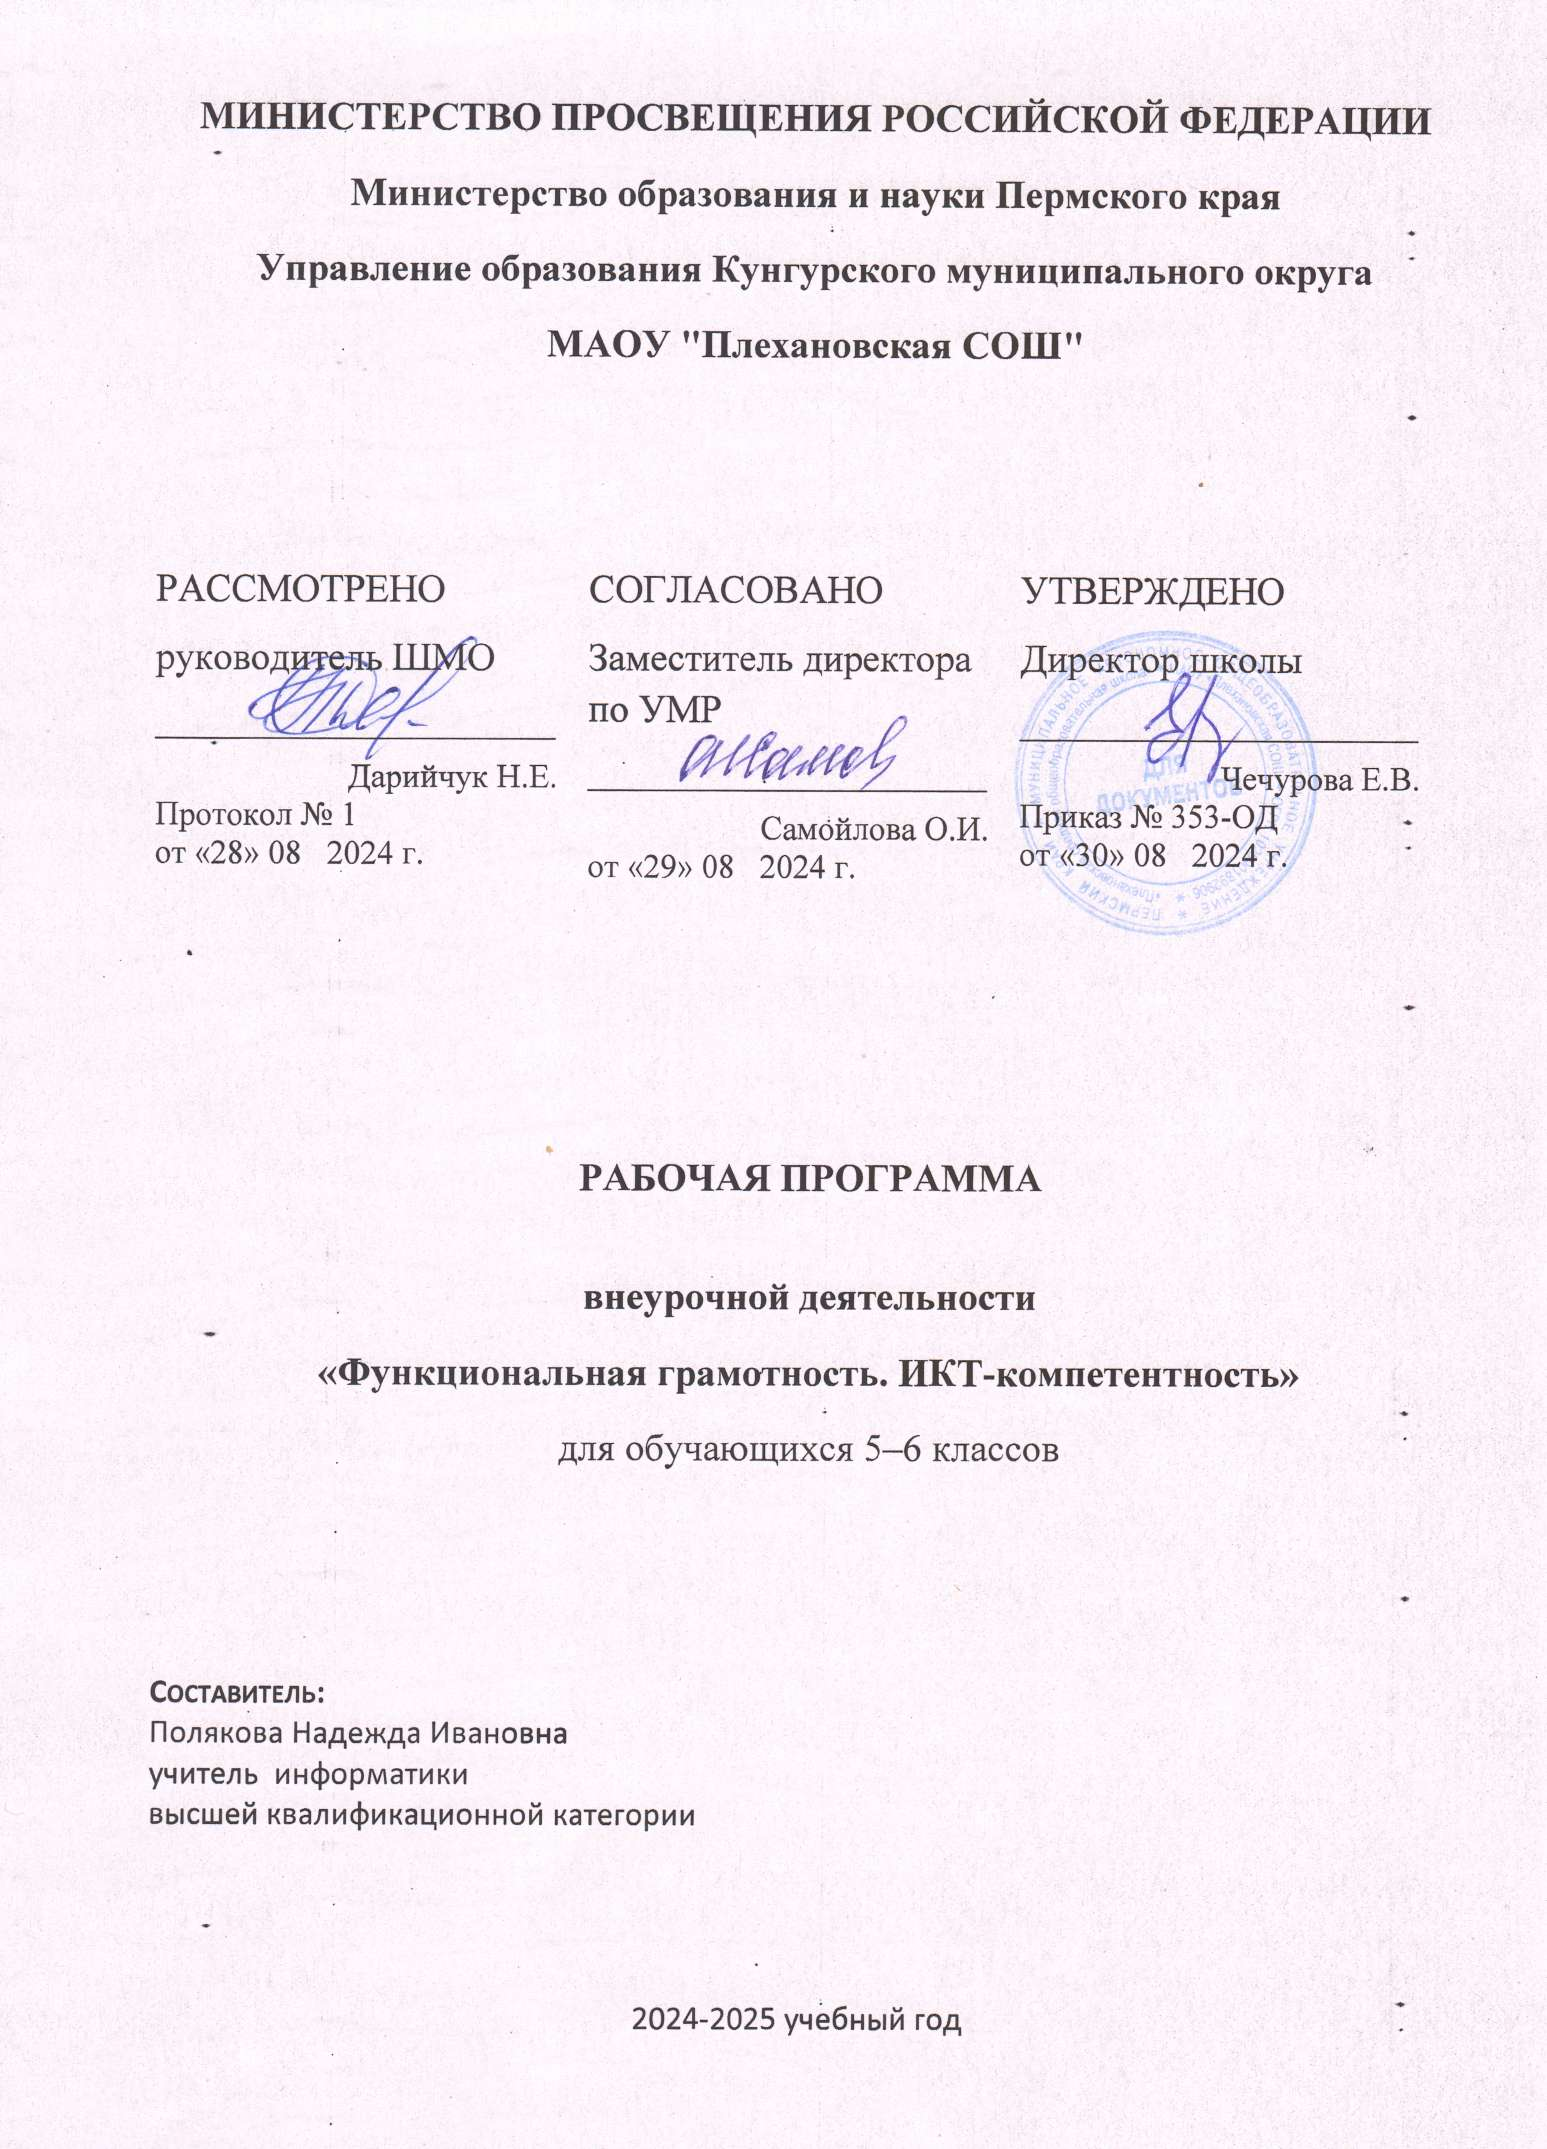 МИНИСТЕРСТВО ПРОСВЕЩЕНИЯ РОССИЙСКОЙ ФЕДЕРАЦИИ
Министерство образования и науки Пермского края
Управление образования Кунгурского муниципального округа
МАОУ "Плехановская СОШ"
РАССМОТРЕНО
руководитель ШМО
Дарийчук Н.Е.
Протокол № 1
от «28» 08 2024 г.
СОГЛАСОВАНО
Заместитель директора
по УМР
Самойлова О.И.
от «29» 08 2024 г.
УТВЕРЖДЕНО
Директор школы
Чечурова Е.В.
Приказ № 353-ОД
от «30» 08 2024 г.
ДЛЯ
ДОКУМЕНТОВ
РАБОЧАЯ ПРОГРАММА
внеурочной деятельности
«Функциональная грамотность. ИКТ-компетентность»
для обучающихся 5–6 классов
СОСТАВИТЕЛЬ:
Полякова Надежда Ивановна
учитель информатики
высшей квалификационной категории
2024-2025 учебный год